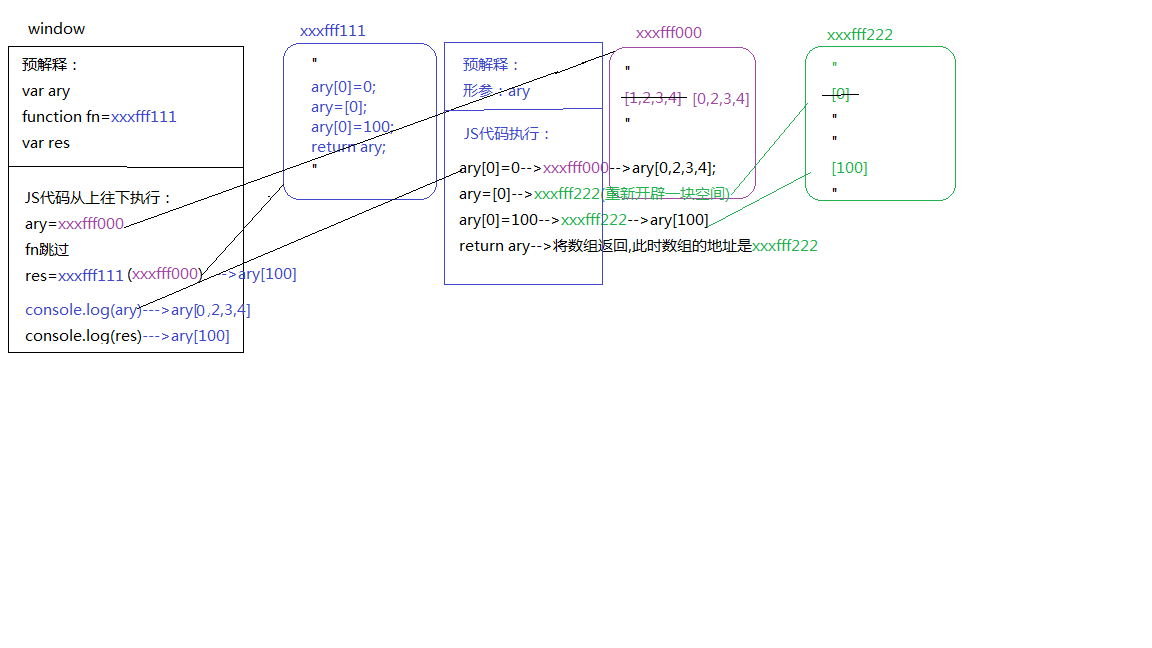 window
预解释：
var ary
function fn=xxxfff111
var res
JS代码从上往下执行：
ary=xxxfff000
fn跳过
res=xxxfff111 (xxxfff000) --->ary[100]
console.log(ary)--->ary[0,2,3,4]
console.log(res)--->ary[100]
xxxfff111
"
ary[0]=0;
ary=[0];
ary[0]=100;
return ary;
"
预解释：
形参：ary
JS代码执行：
ary[0]=0-->xxxfff000-->ary[0,2,3,4];
ary=[0]-->xxxfff222(重新开辟一块空间)
ary[0]=100-->xxxfff222-->ary[100]
return ary-->将数组返回,此时数组的地址是xxxfff222
xxxfff000
"
[1,2,3,4] [0,2,3,4]
"
xxxfff222
"
[0]
"
"
[100]
"